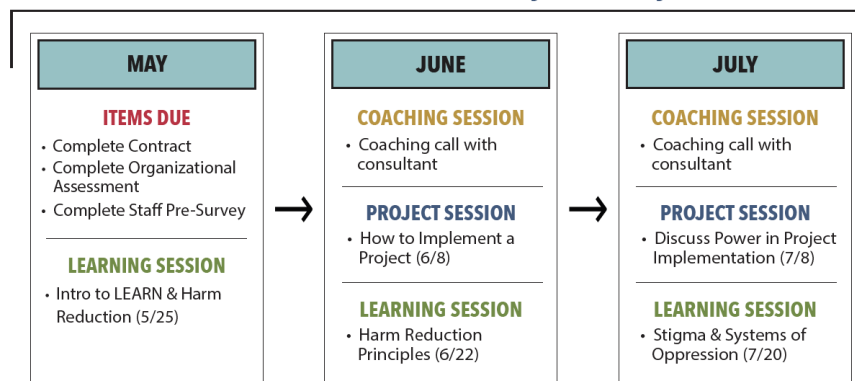 MAY
ITEMS DUE
• Complete Contract
• Complete Organizational
Assessment
• Complete Staff Pre-Survey
LEARNING SESSION
• Intro to LEARN & Harm
Reduction (5/25)
JUNE
COACHING SESSION
• Coaching call with
consultant
PROJECT SESSION
• How to Implement a
Project (6/8)
LEARNING SESSION
• Harm Reduction
Principles (6/22)
JULY
COACHING SESSION
• Coaching call with
consultant
PROJECT SESSION
• Discuss Power in Project
Implementation (7/8)
LEARNING SESSION
• Stigma & Systems of
Oppression (7/20)